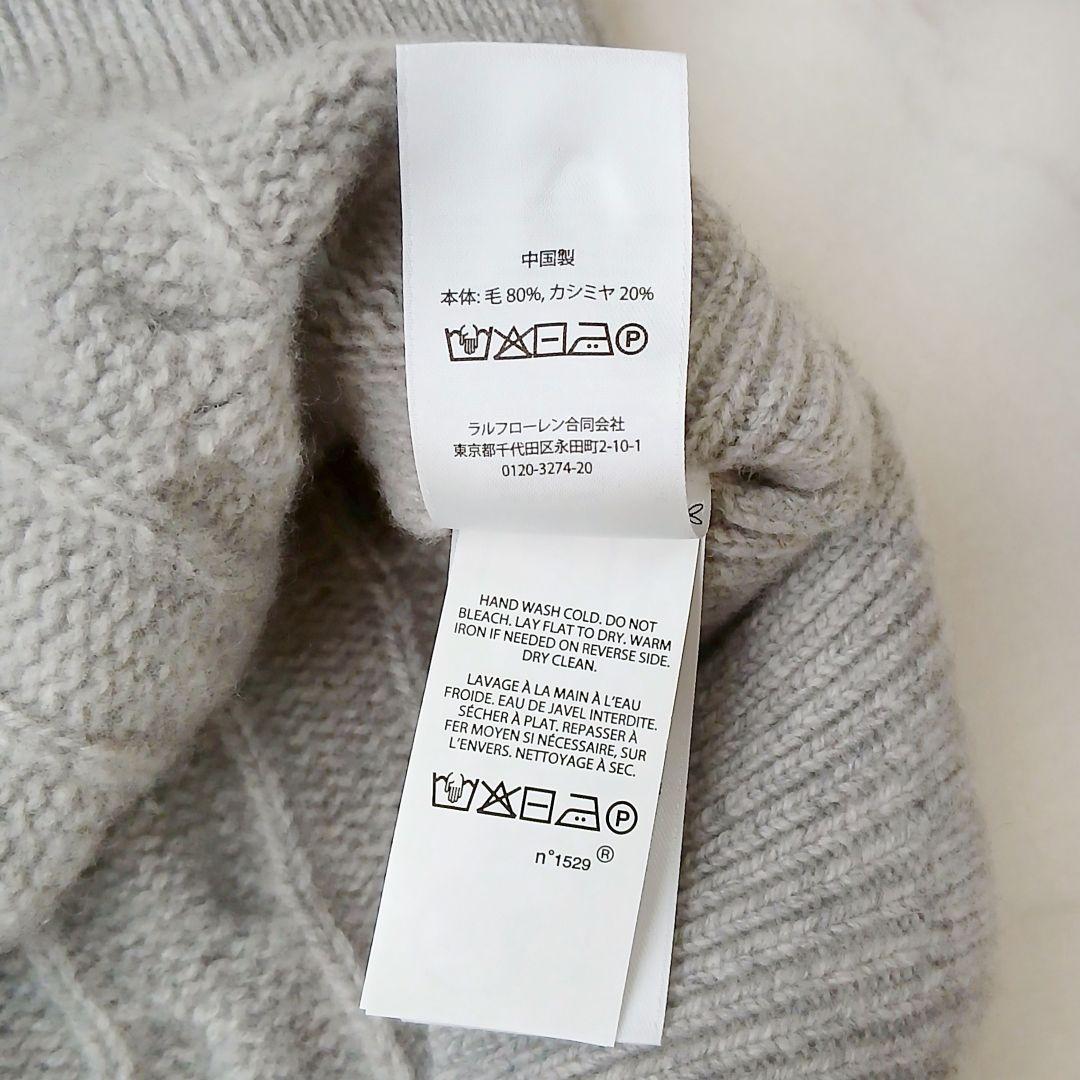 中国製
本体: 毛 80%, カシミヤ 20%
P
ラルフローレン合同会社
東京都千代田区永田町2-10-1
0120-3274-20
HAND WASH COLD. DO NOT
BLEACH. LAY FLAT TO DRY. WARM
IRON IF NEEDED ON REVERSE SIDE.
DRY CLEAN.
LAVAGE À LA MAIN À L'EAU
FROIDE. EAU DE JAVEL INTERDITE.
SÉCHER À PLAT. REPASSER À
FER MOYEN SI NÉCESSAIRE, SUR
L'ENVERS. NETTOYAGE À SEC.
P
n°1529 ®